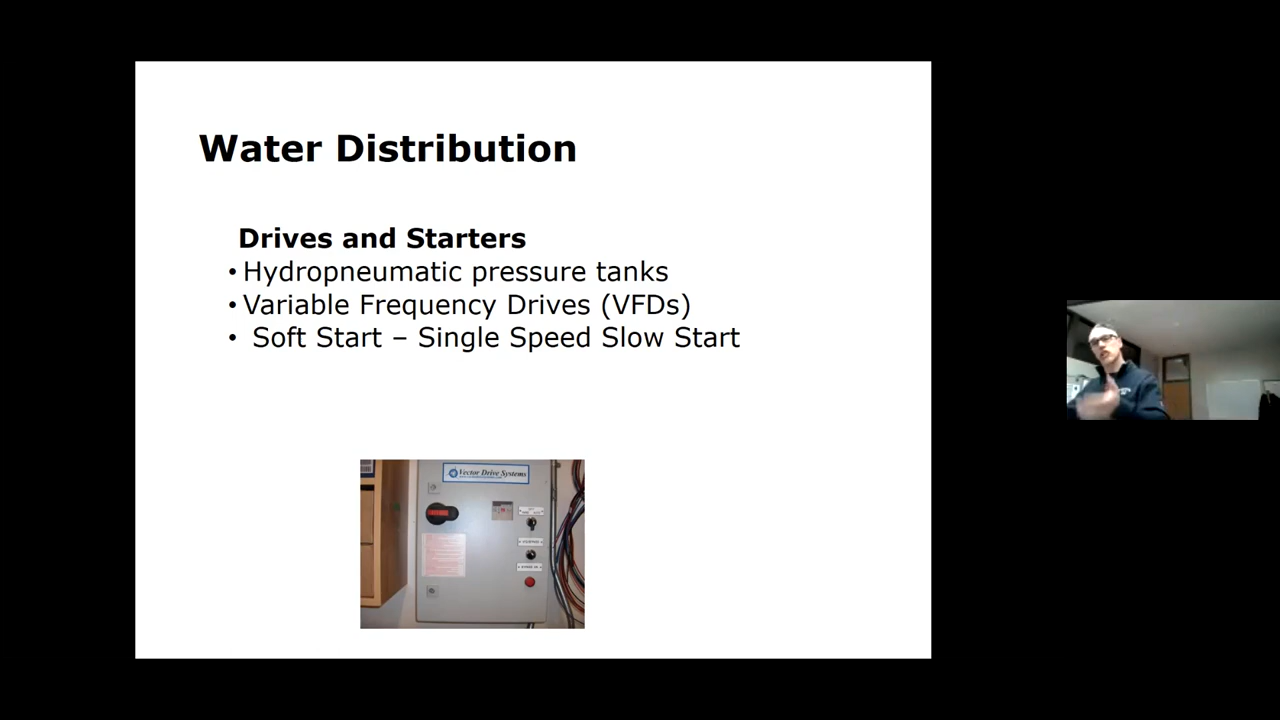 Water Distribution
Drives and Starters
• Hydropneumatic pressure tanks
• Variable Frequency Drives (VFDs)
• Soft Start – Single Speed Slow Start
Vector Drive Systems